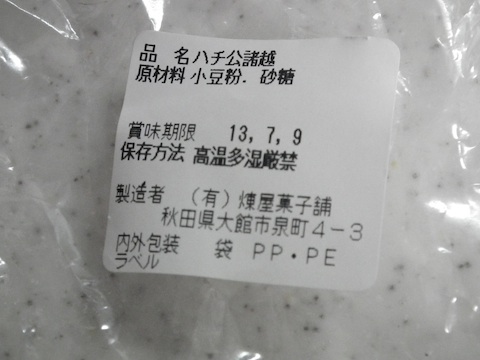 品　名ハチ公諸越
原材料 小豆粉．砂糖
賞味期限　13,7,9
保存方法 高温多湿厳禁
製造者　（有）煉屋菓子舗
秋田県大館市泉町４－３
内外包装　袋　ＰＰ・ＰＥ
ラベル